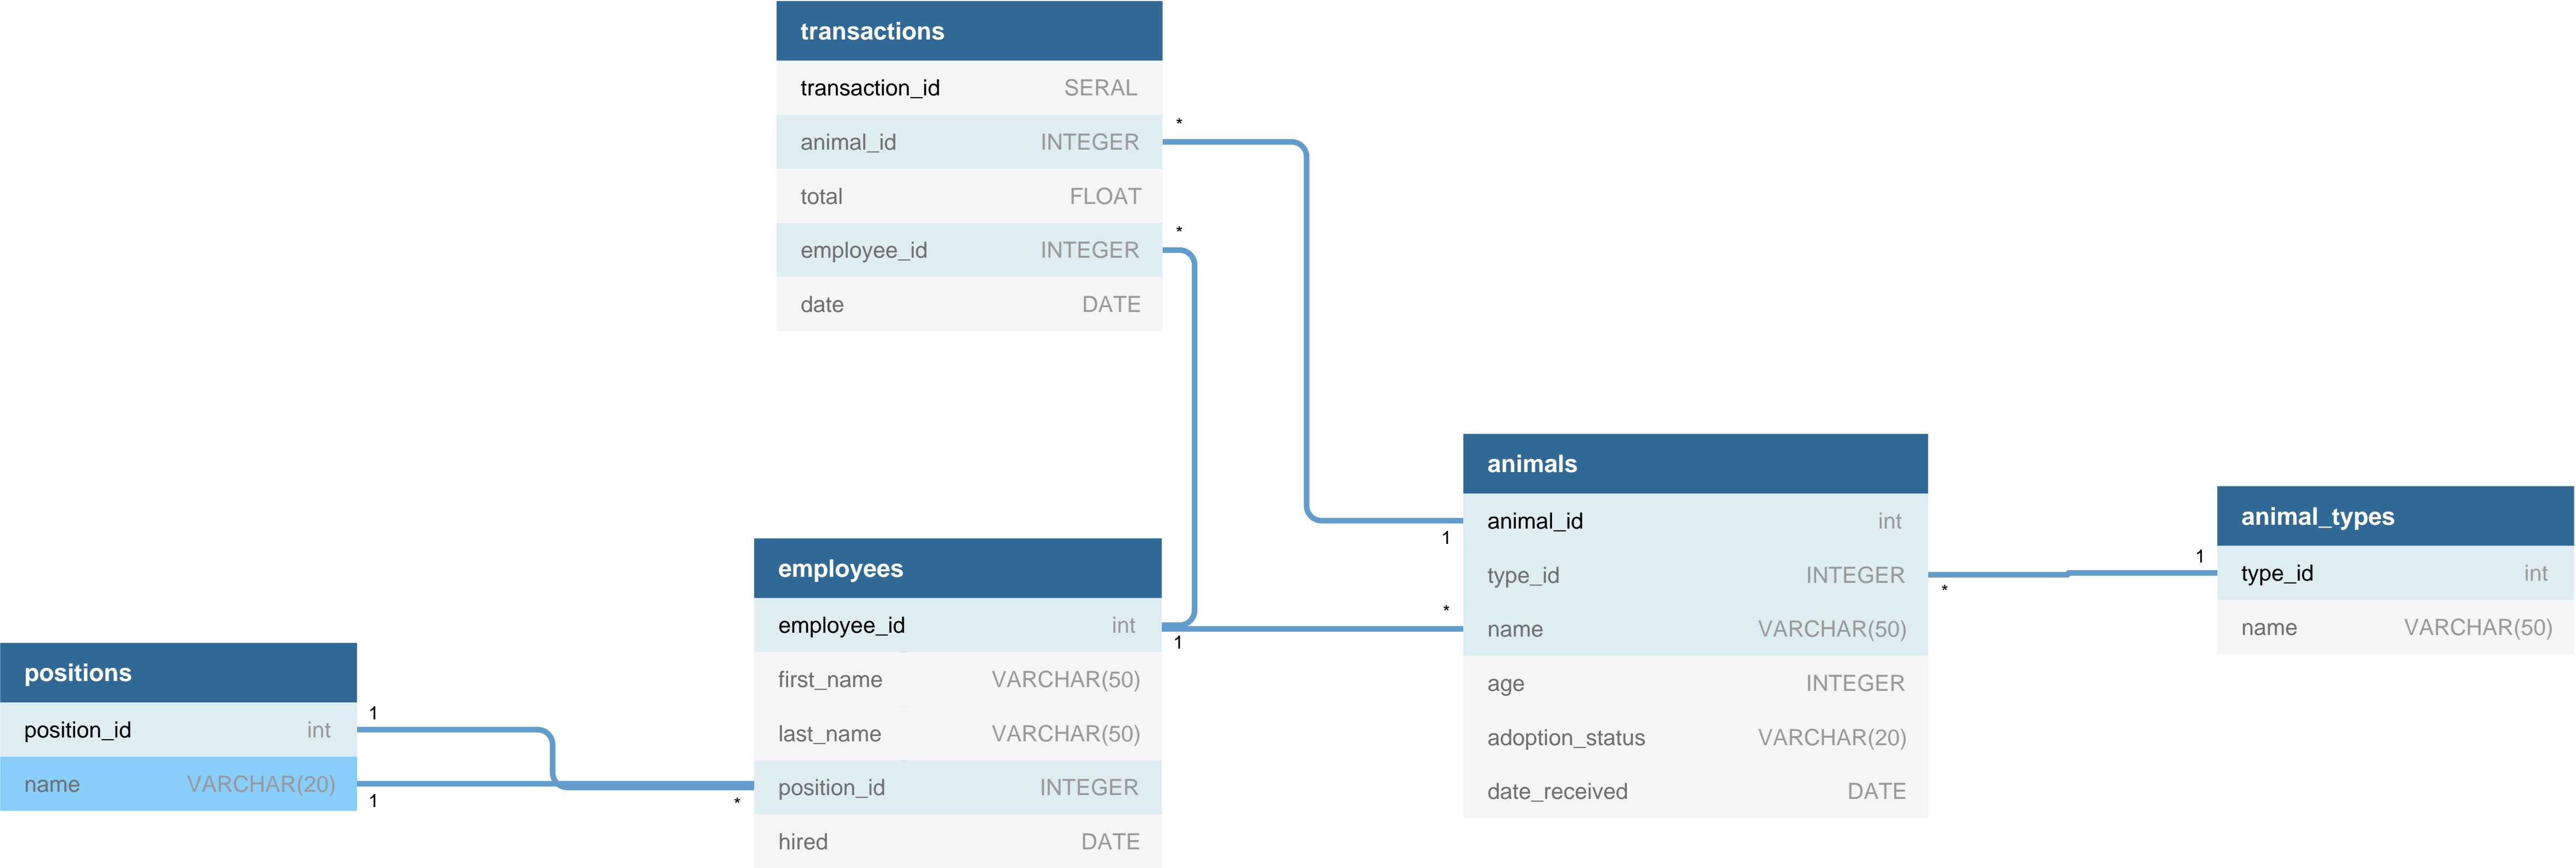 transactions
transaction_id SERAL
animal_id INTEGER
total FLOAT
employee_id INTEGER
date DATE
*
*
animals
animal_id int
type_id INTEGER
name VARCHAR(50)
age INTEGER
adoption_status VARCHAR(20)
date_received DATE
1
*
*
1
animal_types
type_id int
name VARCHAR(50)
employees
employee_id int
first_name VARCHAR(50)
last_name VARCHAR(50)
position_id INTEGER
hired DATE
1
*
positions
position_id int
name VARCHAR(20)
1
1